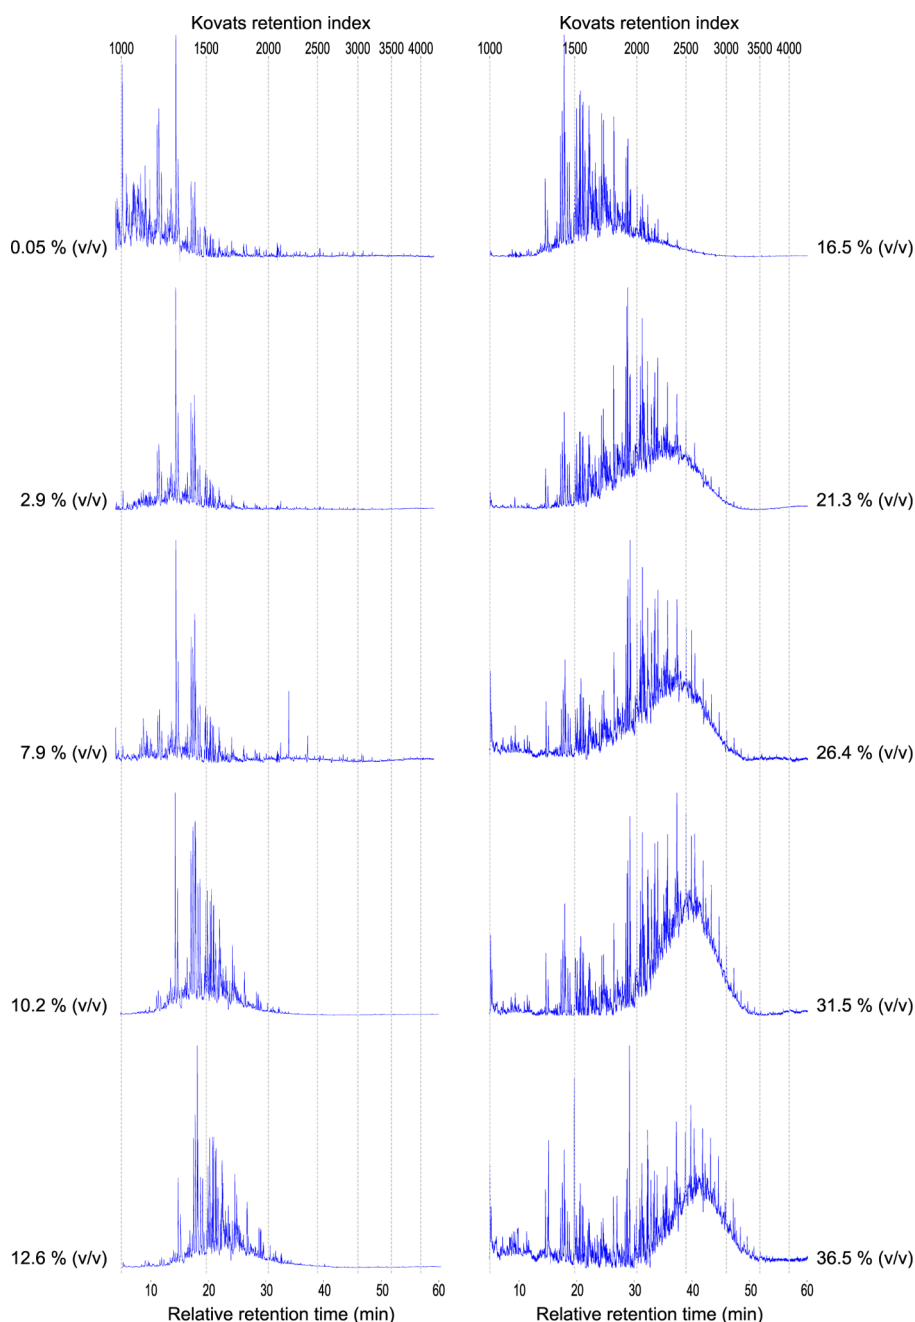 Kovats retention index Kovats retention index
1000 1500 2000 2500 3000 3500 4000 1000 1500 2000 2500 3000 3500 4000
0.05 % (v/v) 16.5 % (v/v)
2.9 % (v/v) 21.3 % (v/v)
7.9 % (v/v) 26.4 % (v/v)
10.2 % (v/v) 31.5 % (v/v)
12.6 % (v/v) 36.5 % (v/v)
10 20 30 40 50 60 10 20 30 40 50 60
Relative retention time (min) Relative retention time (min)